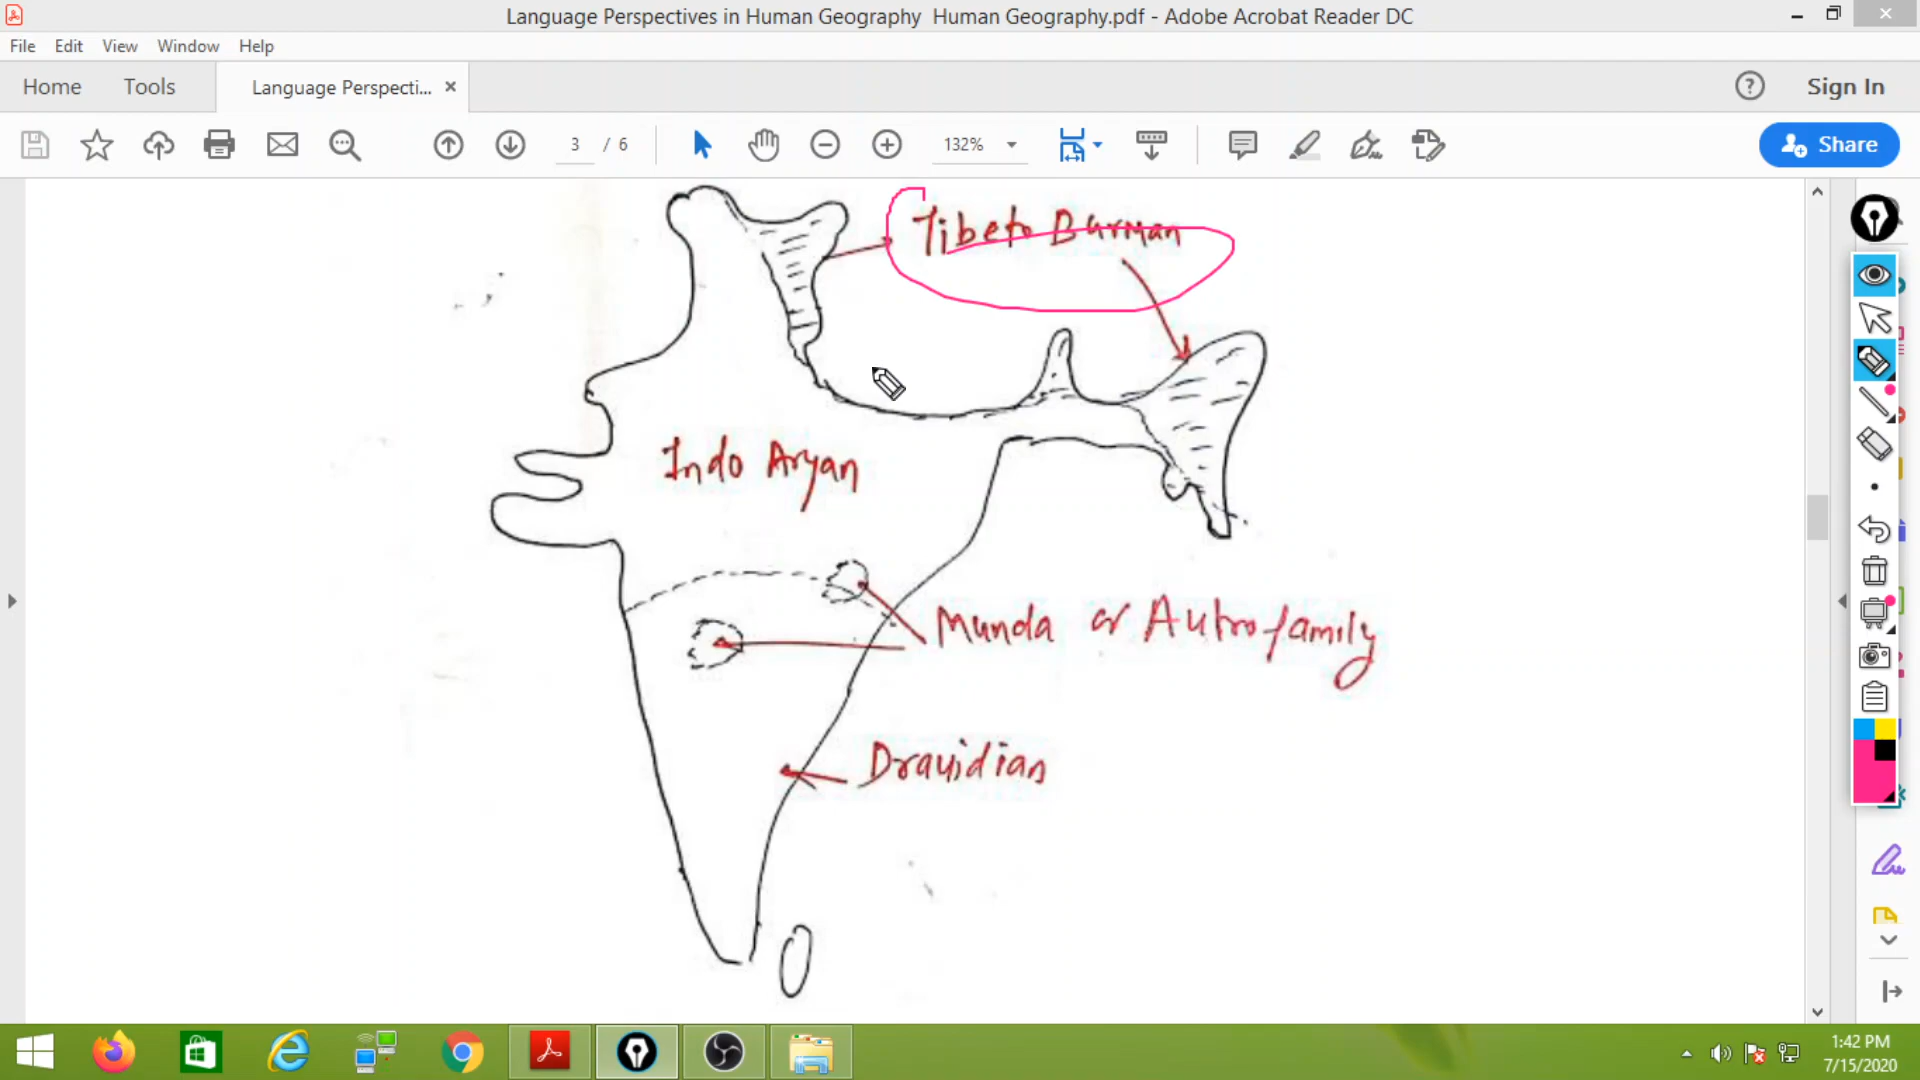 Language Perspectives in Human Geography  Human Geography.pdf - Adobe Acrobat Reader DC
File Edit View Window Help
Home Tools Language Perspecti... × Sign In
3 / 6 132% Share
Tibeto Burman
Indo Aryan
Munda or Autrofamily
Dravidian
1:42 PM
7/15/2020